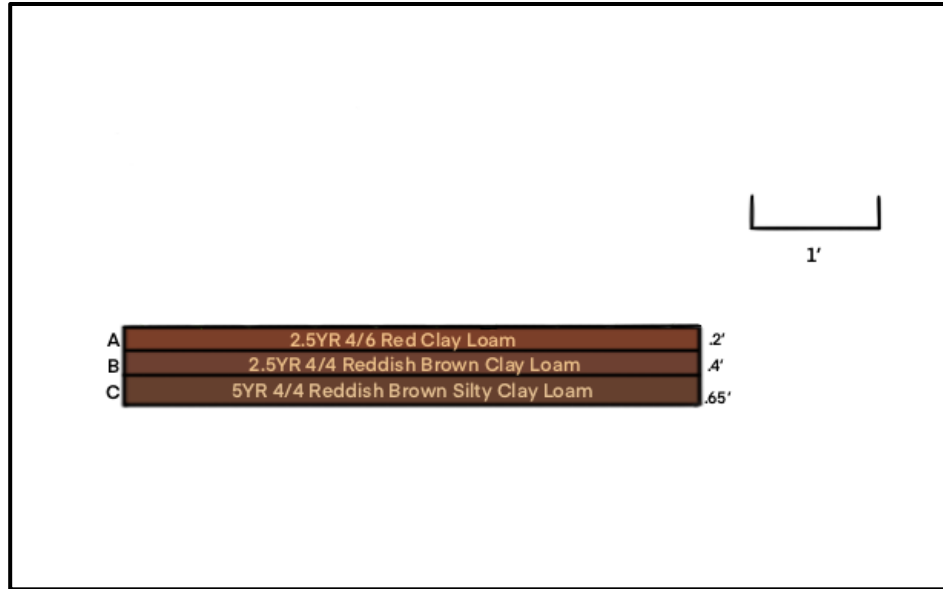 1’
A 2.5YR 4/6 Red Clay Loam .2’
B 2.5YR 4/4 Reddish Brown Clay Loam .4’
C 5YR 4/4 Reddish Brown Silty Clay Loam .65’